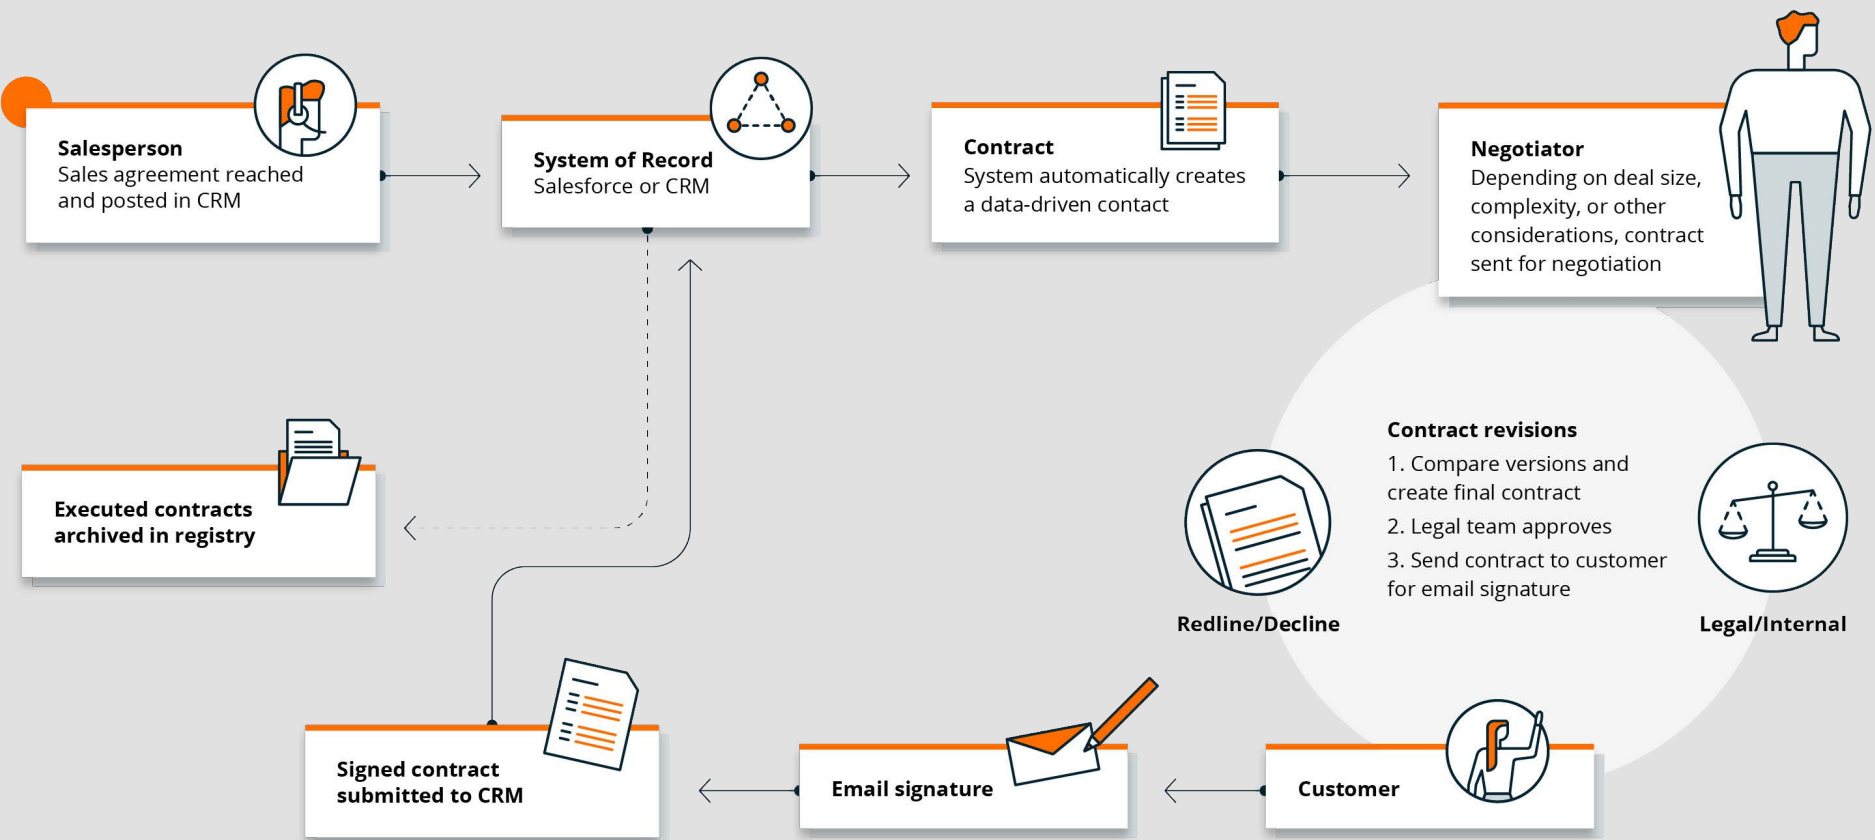 Salesperson
Sales agreement reached
and posted in CRM
System of Record
Salesforce or CRM
Contract
System automatically creates
a data-driven contact
Negotiator
Depending on deal size,
complexity, or other
considerations, contract
sent for negotiation
Contract revisions
1. Compare versions and
create final contract
2. Legal team approves
3. Send contract to customer
for email signature
Redline/Decline
Legal/Internal
Customer
Email signature
Signed contract
submitted to CRM
Executed contracts
archived in registry